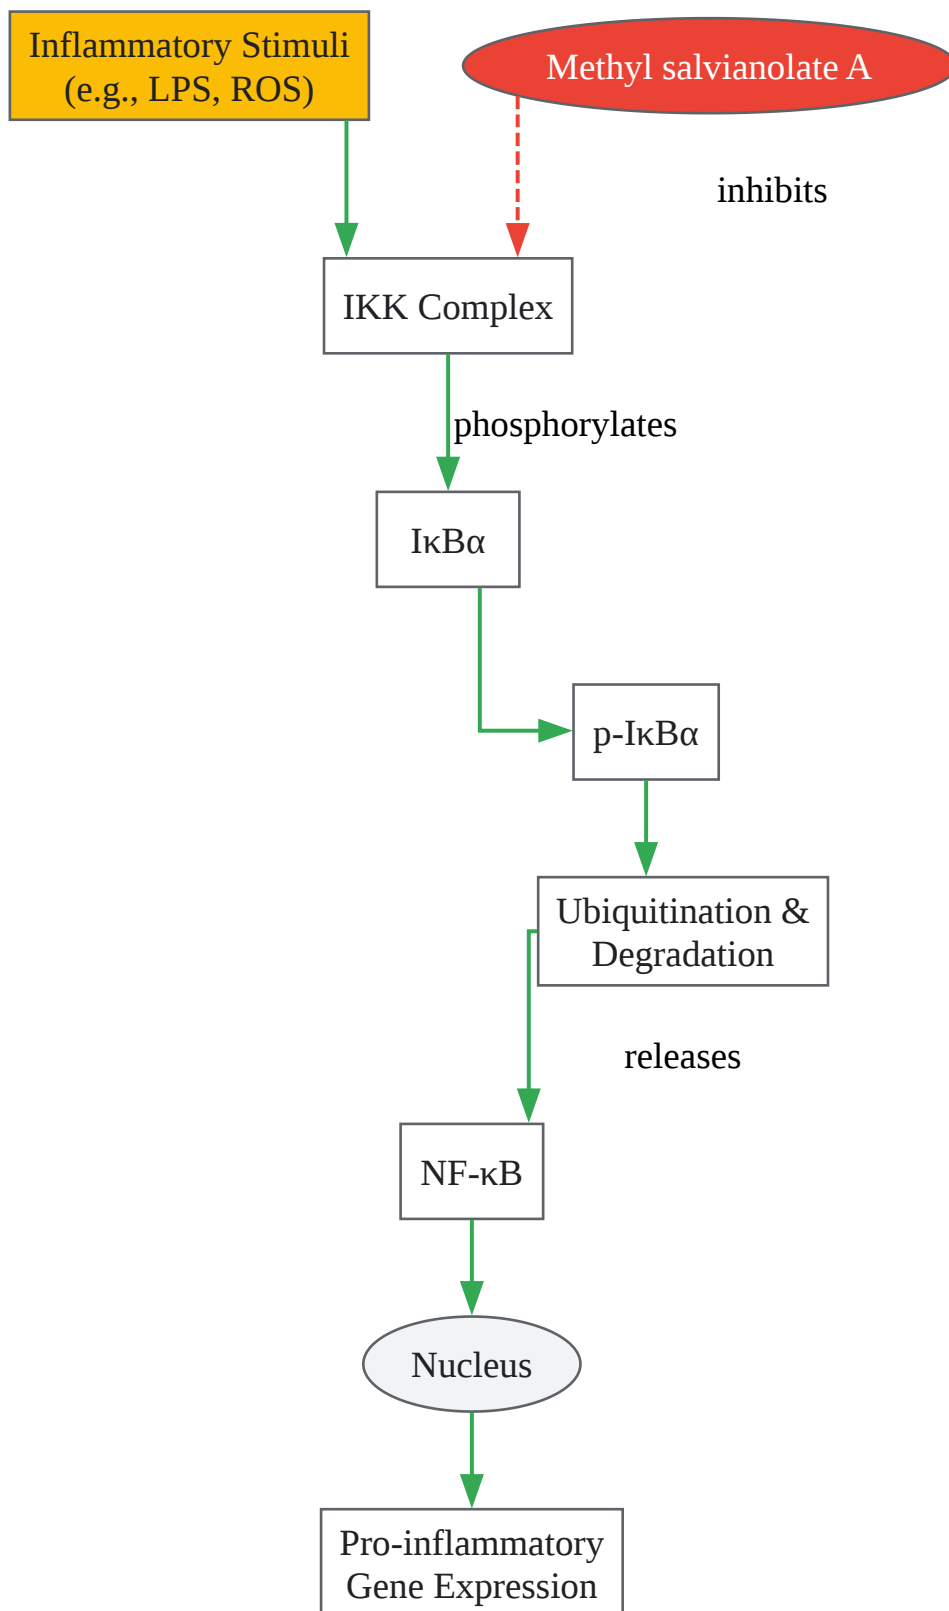 Inflammatory Stimuli
(e.g., LPS, ROS)
Methyl salvianolate A
inhibits
IKK Complex
phosphorylates
IκBα
p-IκBα
Ubiquitination &
Degradation
releases
NF-κB
Nucleus
Pro-inflammatory
Gene Expression